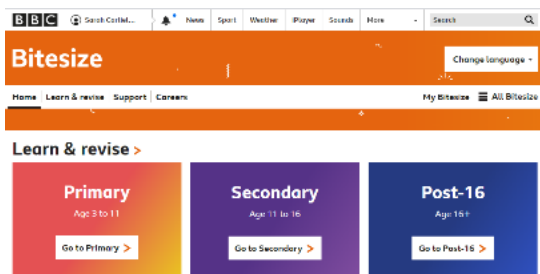 BBC Sarah Carlisl... News Sport Weather iPlayer Sounds More Search
Bitesize
Change language
Home Learn & revise Support Careers My Bitesize All Bitesize
Learn & revise >
Primary Secondary Post-16
Age 3 to 11 Age 11 to 16 Age 16+
Go to Primary > Go to Secondary > Go to Post-16 >